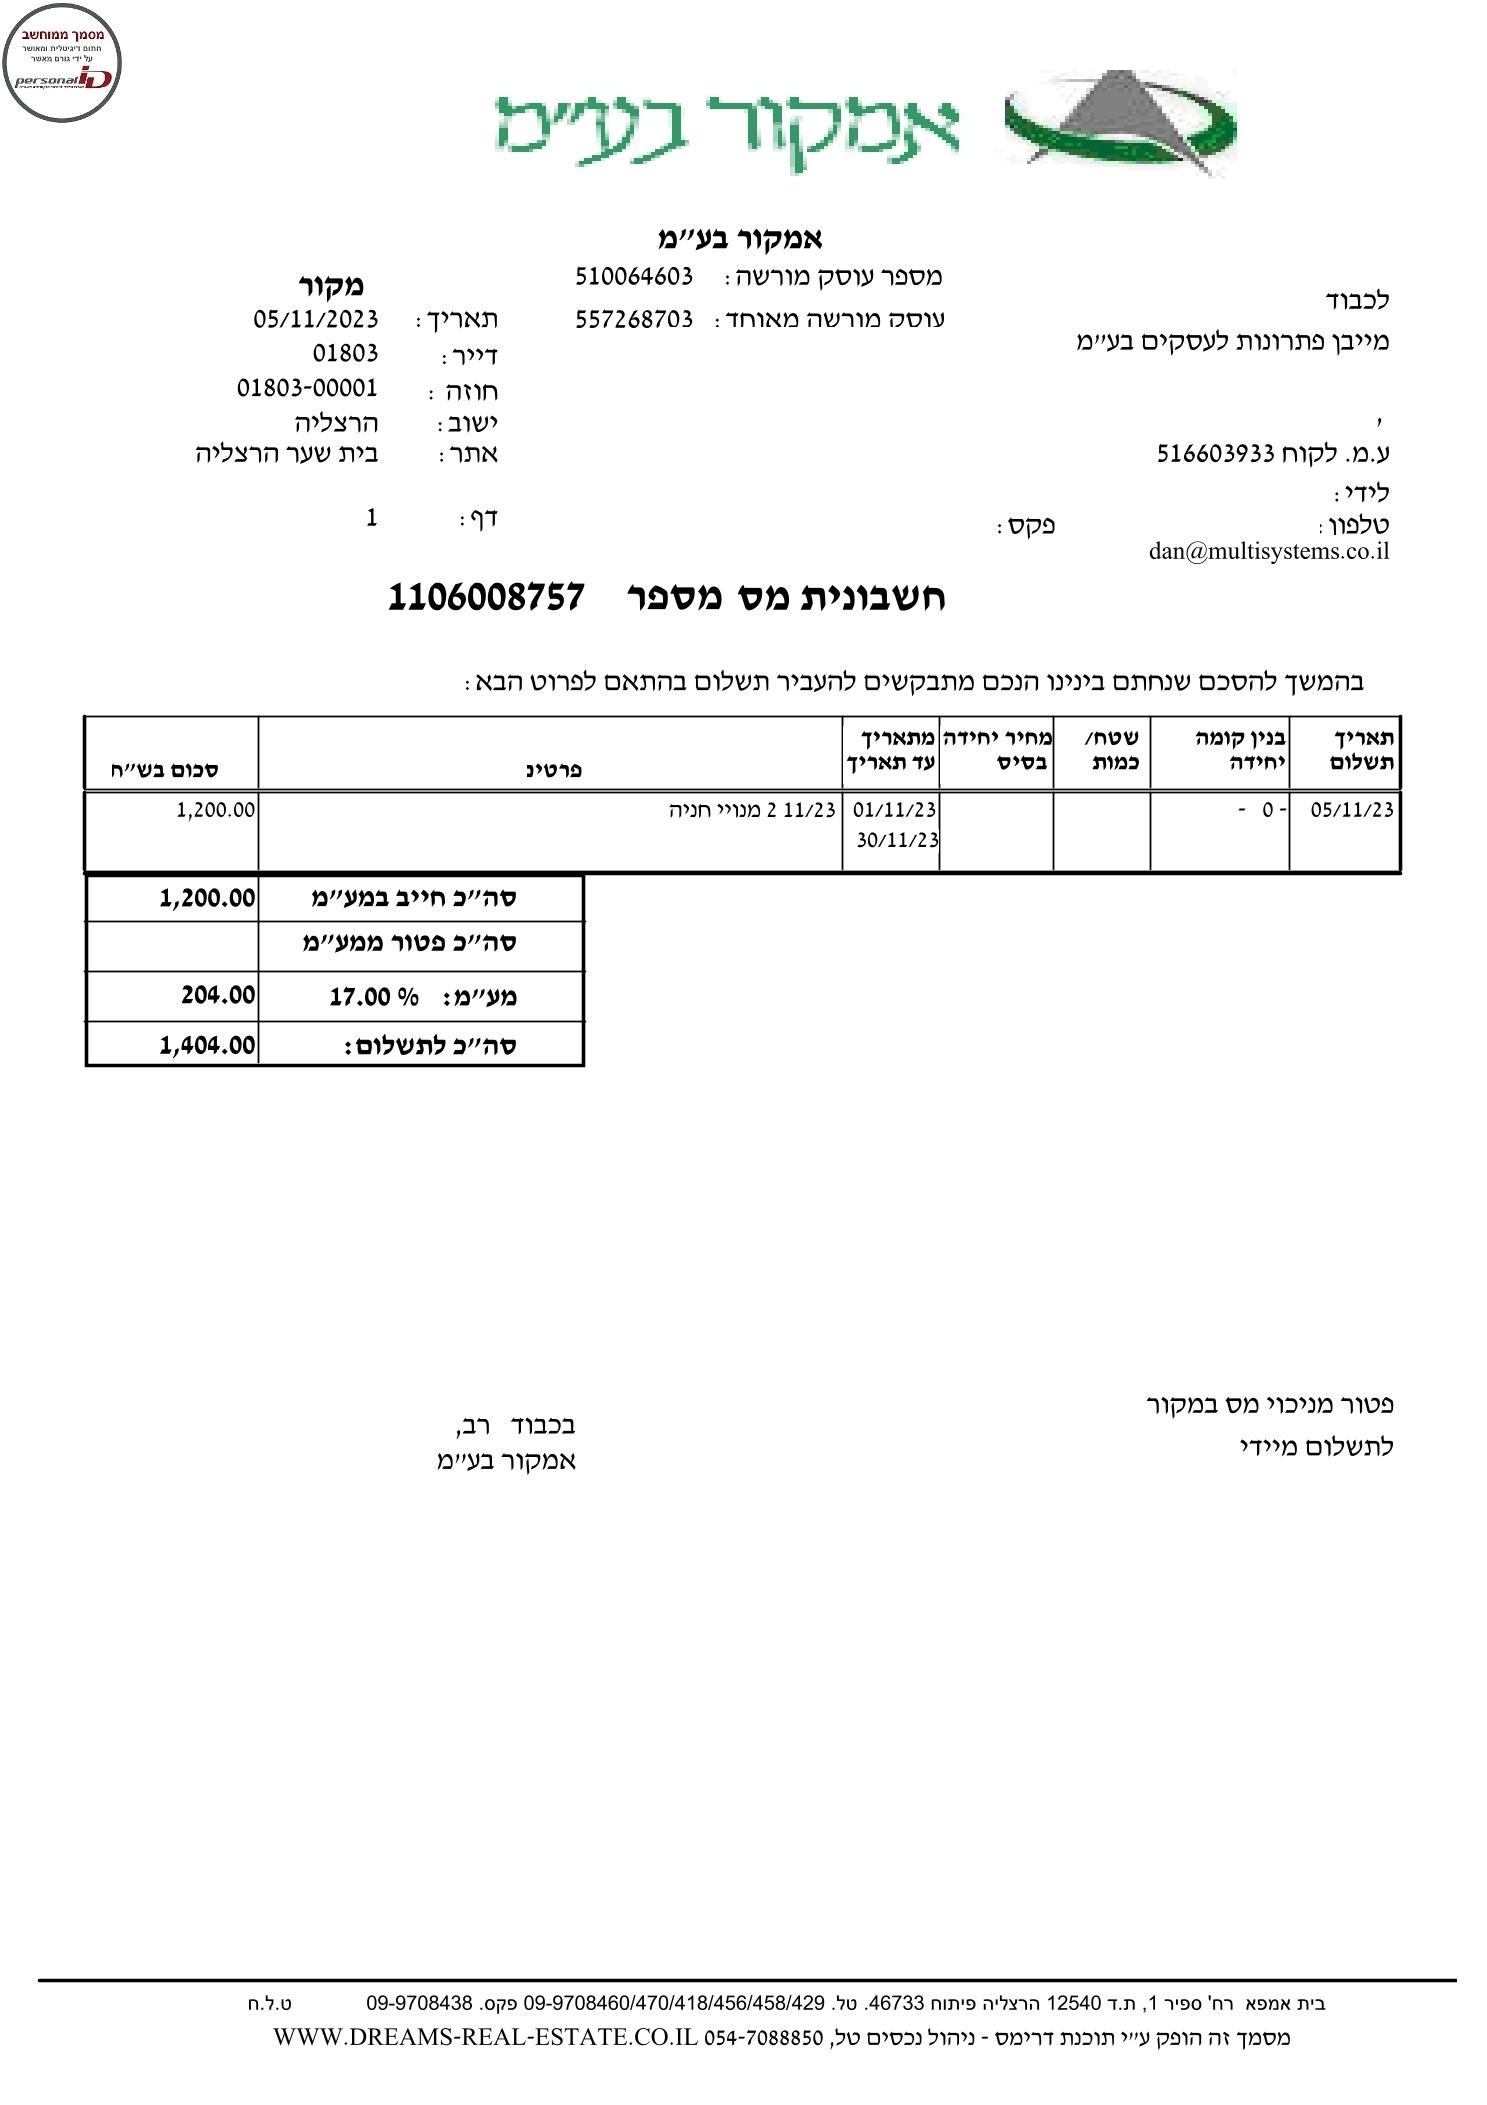 מסמך ממוחשב
חתום דיגיטלית ומאושר
על ידי גורם מאשר
personal iD
אמקור בע"מ
אמקור בע"מ
מספר עוסק מורשה: 510064603
עוסק מורשה מאוחד: 557268703
מקור
תאריך: 05/11/2023
דייר: 01803
חוזה: 01803-00001
ישוב: הרצליה
אתר: בית שער הרצליה
דף: 1
לכבוד
מייבן פתרונות לעסקים בע"מ
,
ע.מ. לקוח 516603933
לידי:
טלפון: פקס:
dan@multisystems.co.il
חשבונית מס מספר 1106008757
בהמשך להסכם שנחתם בינינו הנכם מתבקשים להעביר תשלום בהתאם לפרוט הבא:
תאריך תשלום | בנין קומה יחידה | שטח/ כמות | מחיר יחידה בסיס | מתאריך עד תאריך | פרטים | סכום בש"ח
05/11/23 - 0 - 01/11/23 11/23 2 מנויי חניה 1,200.00
30/11/23
סה"כ חייב במע"מ 1,200.00
סה"כ פטור ממע"מ
מע"מ: 17.00 % 204.00
סה"כ לתשלום: 1,404.00
פטור מניכוי מס במקור
לתשלום מיידי
בכבוד רב,
אמקור בע"מ
בית אמפא רח' ספיר 1, ת.ד 12540 הרצליה פיתוח 46733. טל. 09-9708460/470/418/456/458/429 פקס. 09-9708438 ט.ל.ח
מסמך זה הופק ע"י תוכנת דרימס - ניהול נכסים טל, 054-7088850 WWW.DREAMS-REAL-ESTATE.CO.IL